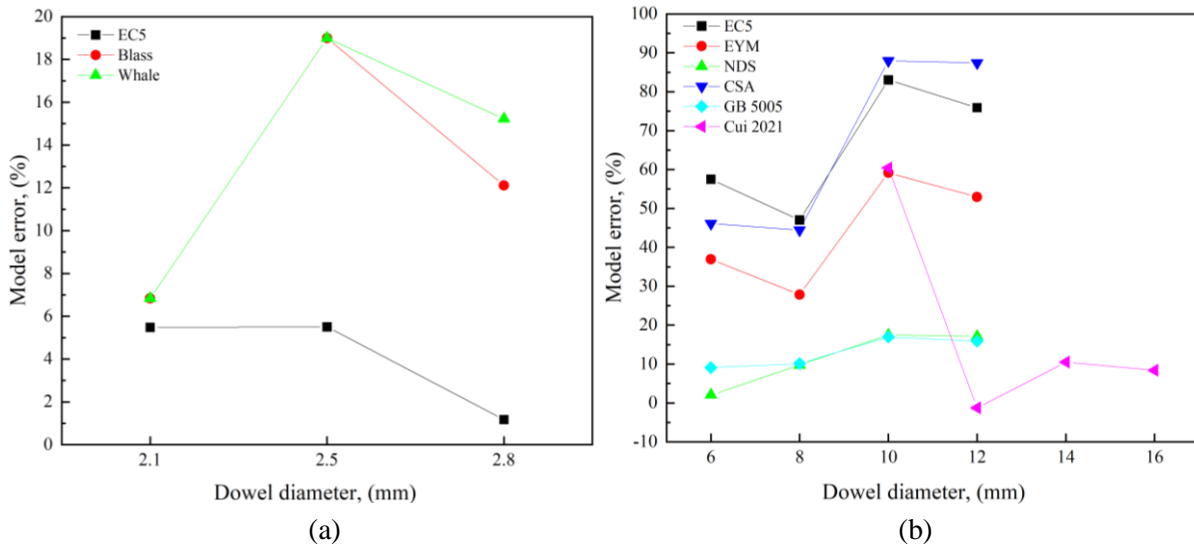 20
18
16
14
12
10
8
6
4
2
0
Model error, (%)
EC5
Blass
Whale
2.1 2.5 2.8
Dowel diameter, (mm)
(a)
100
90
80
70
60
50
40
30
20
10
0
-10
Model error, (%)
EC5
EYM
NDS
CSA
GB 5005
Cui 2021
6 8 10 12 14 16
Dowel diameter, (mm)
(b)